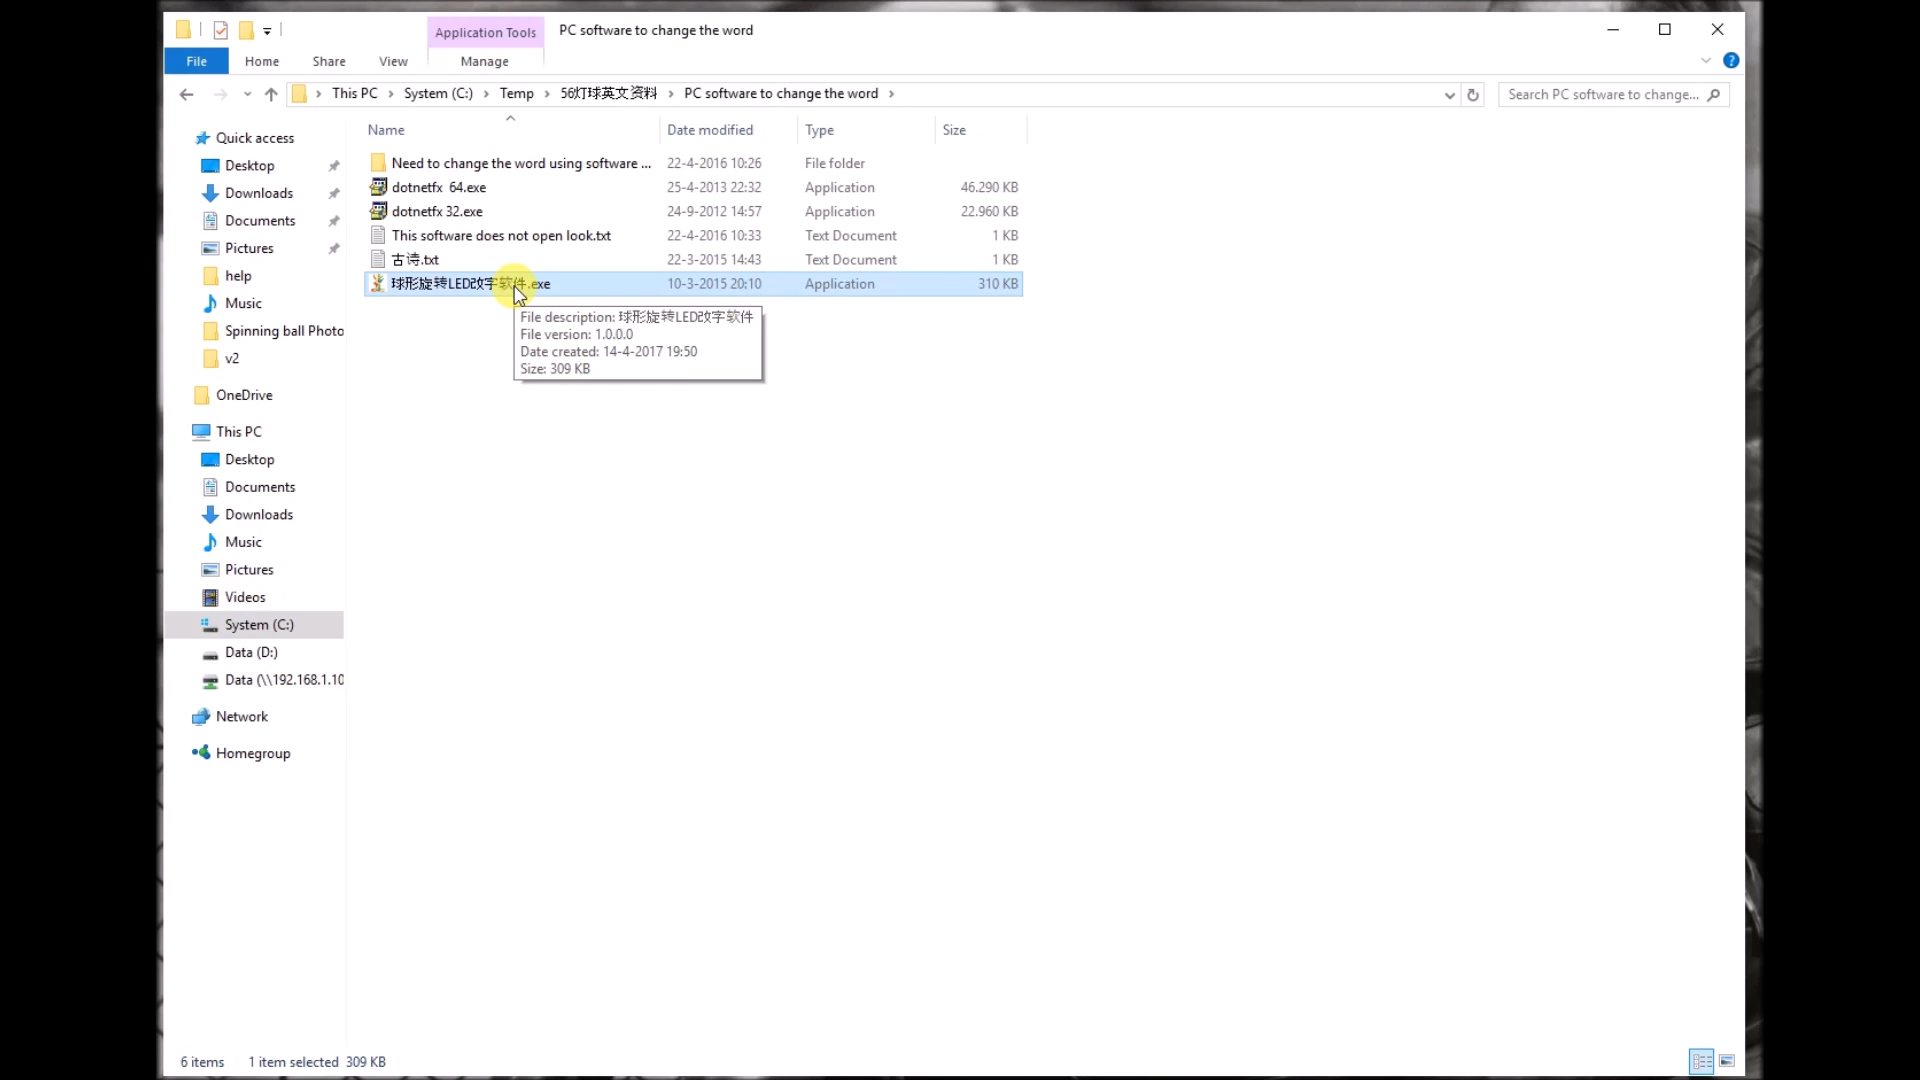 Application Tools
PC software to change the word
File
Home
Share
View
Manage
This PC
System (C:)
Temp
56灯球英文资料
PC software to change the word
Search PC software to change...
Name
Date modified
Type
Size
Quick access
Desktop
Downloads
Documents
Pictures
help
Music
Spinning ball Photo
v2
OneDrive
This PC
Desktop
Documents
Downloads
Music
Pictures
Videos
System (C:)
Data (D:)
Data (\\192.168.1.10
Network
Homegroup
Need to change the word using software ... 22-4-2016 10:26 File folder
dotnetfx  64.exe 25-4-2013 22:32 Application 46.290 KB
dotnetfx 32.exe 24-9-2012 14:57 Application 22.960 KB
This software does not open look.txt 22-4-2016 10:33 Text Document 1 KB
古诗.txt 22-3-2015 14:43 Text Document 1 KB
球形旋转LED改字软件.exe 10-3-2015 20:10 Application 310 KB
File description: 球形旋转LED改字软件
File version: 1.0.0.0
Date created: 14-4-2017 19:50
Size: 309 KB
6 items
1 item selected 309 KB